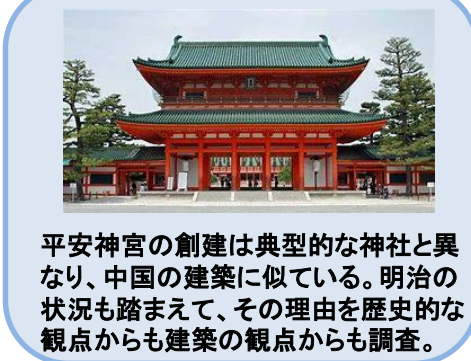 平安神宮の創建は典型的な神社と異
なり、中国の建築に似ている。明治の
状況も踏まえて、その理由を歴史的な
観点からも建築の観点からも調査。